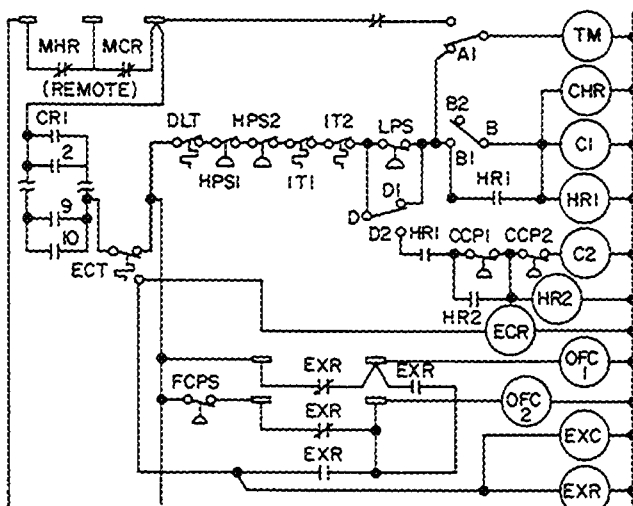 MHR MCR
(REMOTE)
TM
A1
CHR
CR1
DLT HPS2 IT2 LPS
B2
B
C1
2
HPS1 IT1
B1
HR1
HR1
D1
D
9
D2 HR1 CCP1 CCP2
C2
10
ECT
HR2
HR2
ECR
EXR EXR
OFC
1
FCPS
EXR
OFC
2
EXR
EXC
EXR